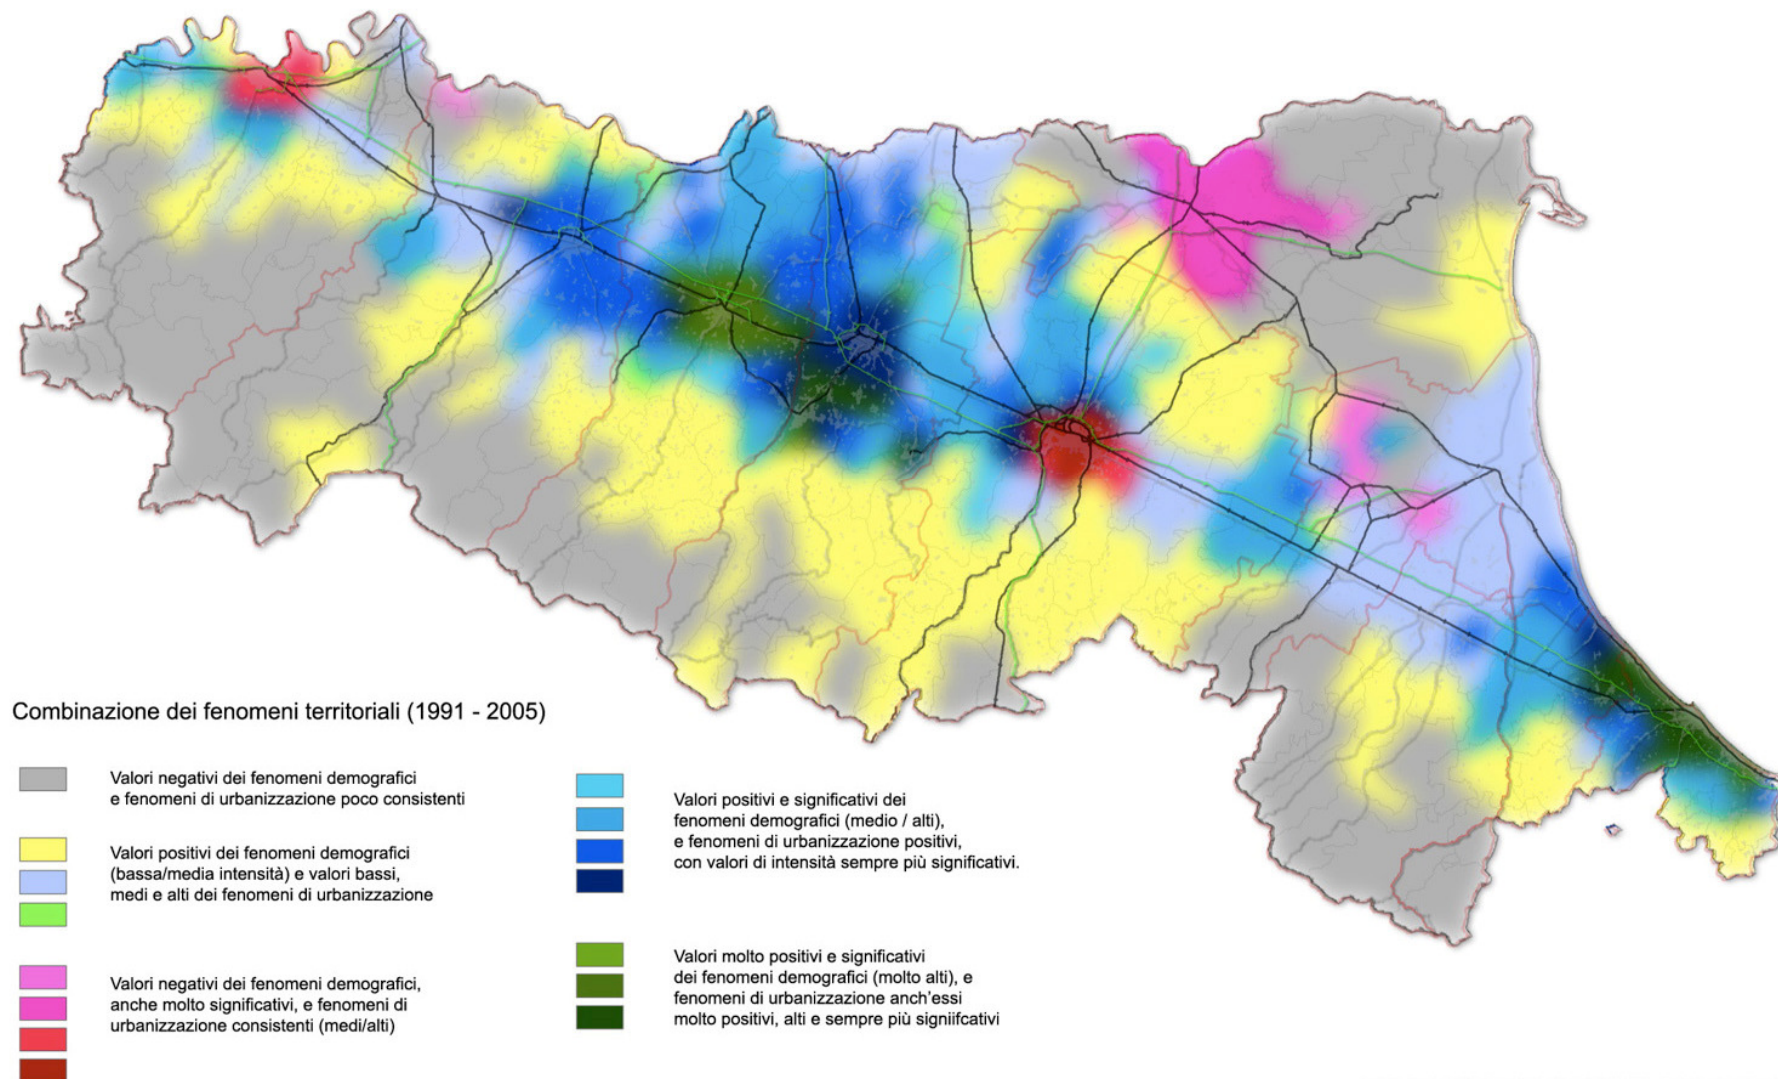 Combinazione dei fenomeni territoriali (1991 - 2005)
Valori negativi dei fenomeni demografici
e fenomeni di urbanizzazione poco consistenti
Valori positivi dei fenomeni demografici
(bassa/media intensità) e valori bassi,
medi e alti dei fenomeni di urbanizzazione
Valori negativi dei fenomeni demografici,
anche molto significativi, e fenomeni di
urbanizzazione consistenti (medi/alti)
Valori positivi e significativi dei
fenomeni demografici (medio / alti),
e fenomeni di urbanizzazione positivi,
con valori di intensità sempre più significativi.
Valori molto positivi e significativi
dei fenomeni demografici (molto alti), e
fenomeni di urbanizzazione anch'essi
molto positivi, alti e sempre più signiifcativi